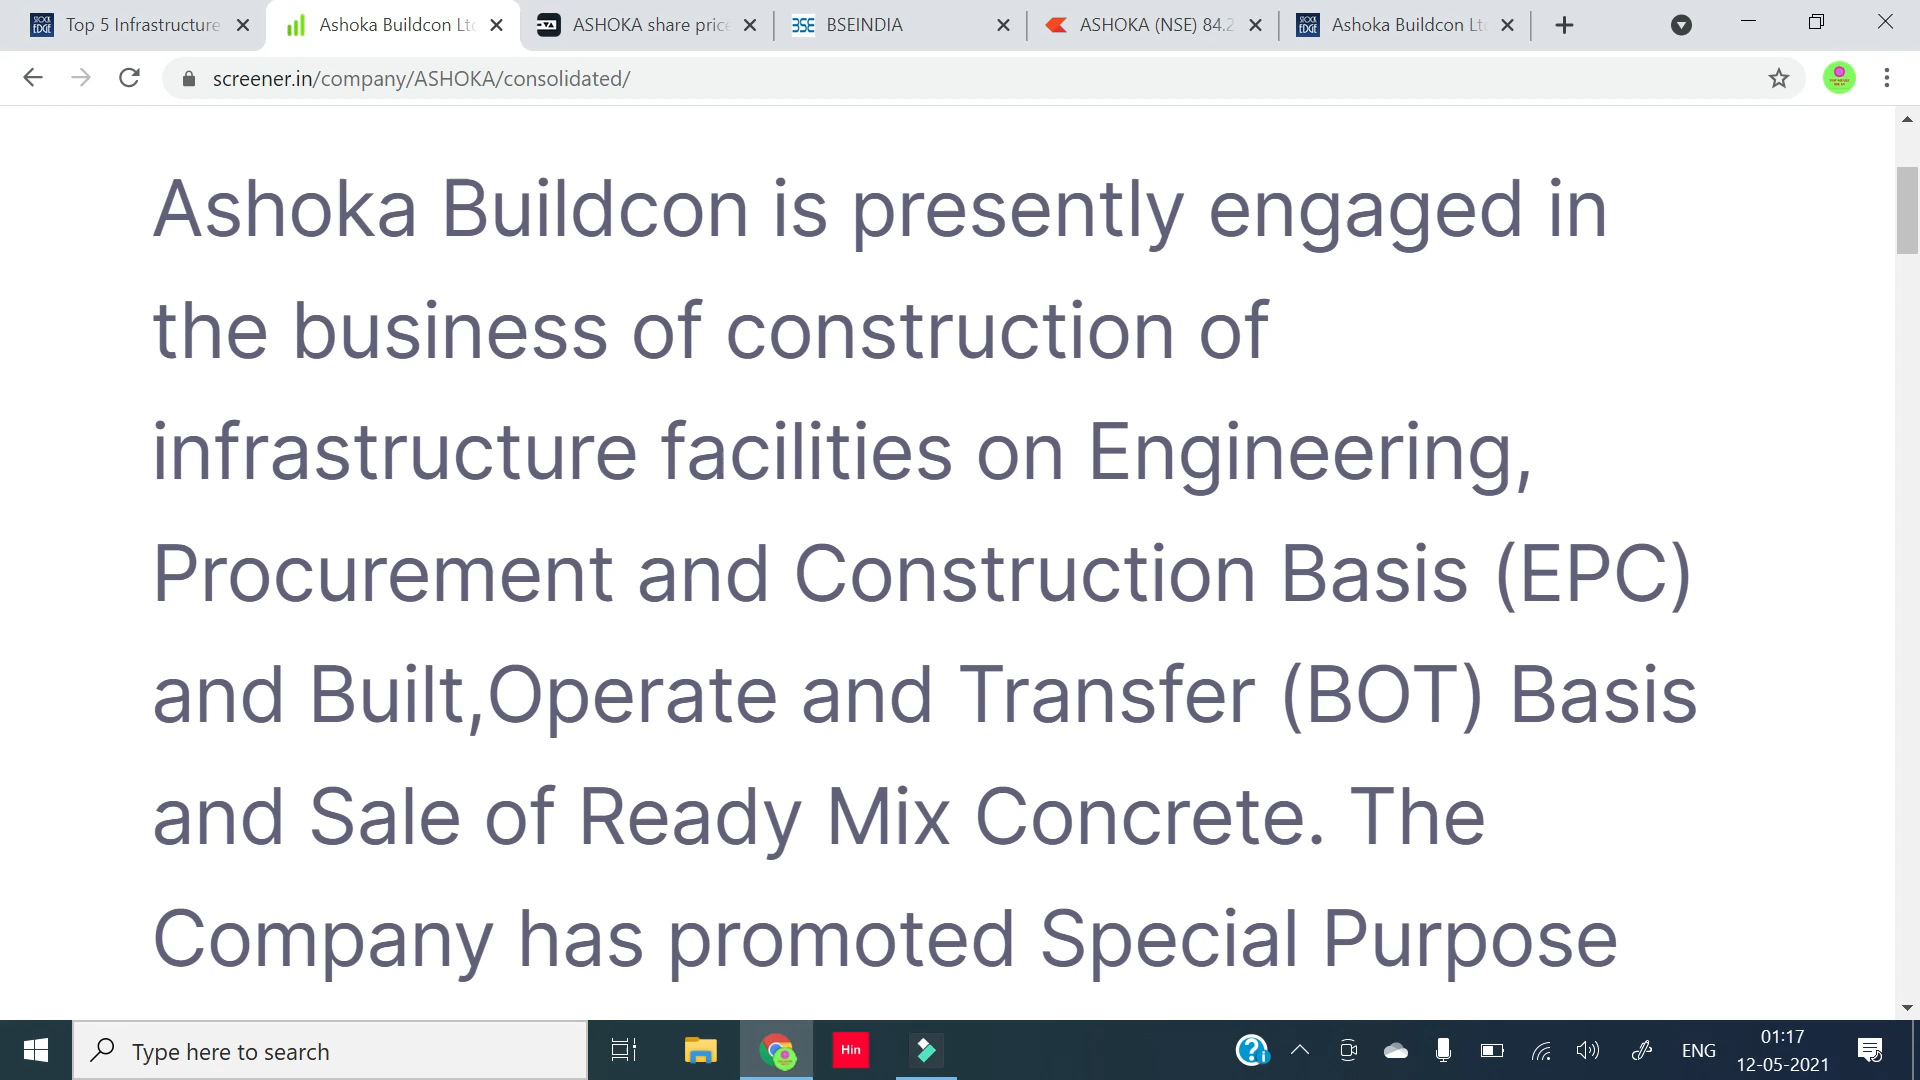 Top 5 Infrastructure
Ashoka Buildcon Ltd
ASHOKA share price
BSEINDIA
ASHOKA (NSE) 84.2
Ashoka Buildcon Ltd
screener.in/company/ASHOKA/consolidated/
Ashoka Buildcon is presently engaged in
the business of construction of
infrastructure facilities on Engineering,
Procurement and Construction Basis (EPC)
and Built,Operate and Transfer (BOT) Basis
and Sale of Ready Mix Concrete. The
Company has promoted Special Purpose
Type here to search
Hin
ENG
01:17
12-05-2021